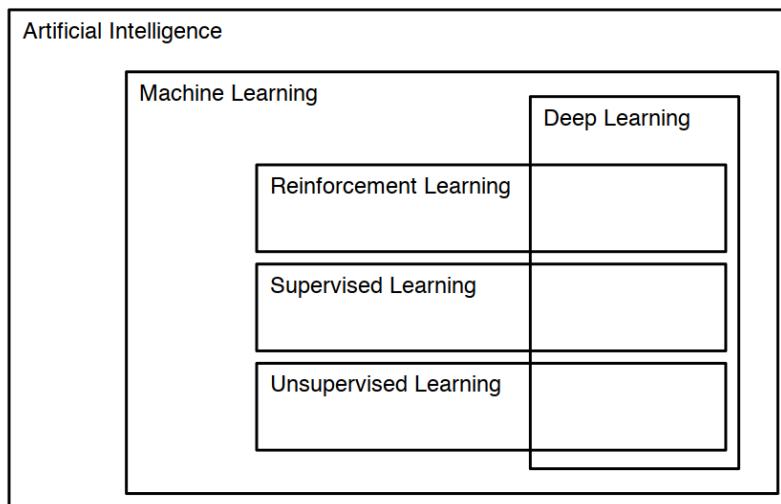 Artificial Intelligence
Machine Learning
Deep Learning
Reinforcement Learning
Supervised Learning
Unsupervised Learning